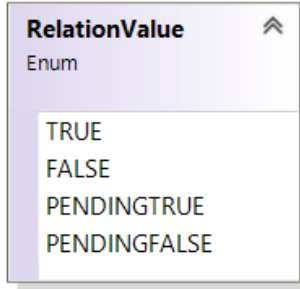 RelationValue
Enum
TRUE
FALSE
PENDINGTRUE
PENDINGFALSE